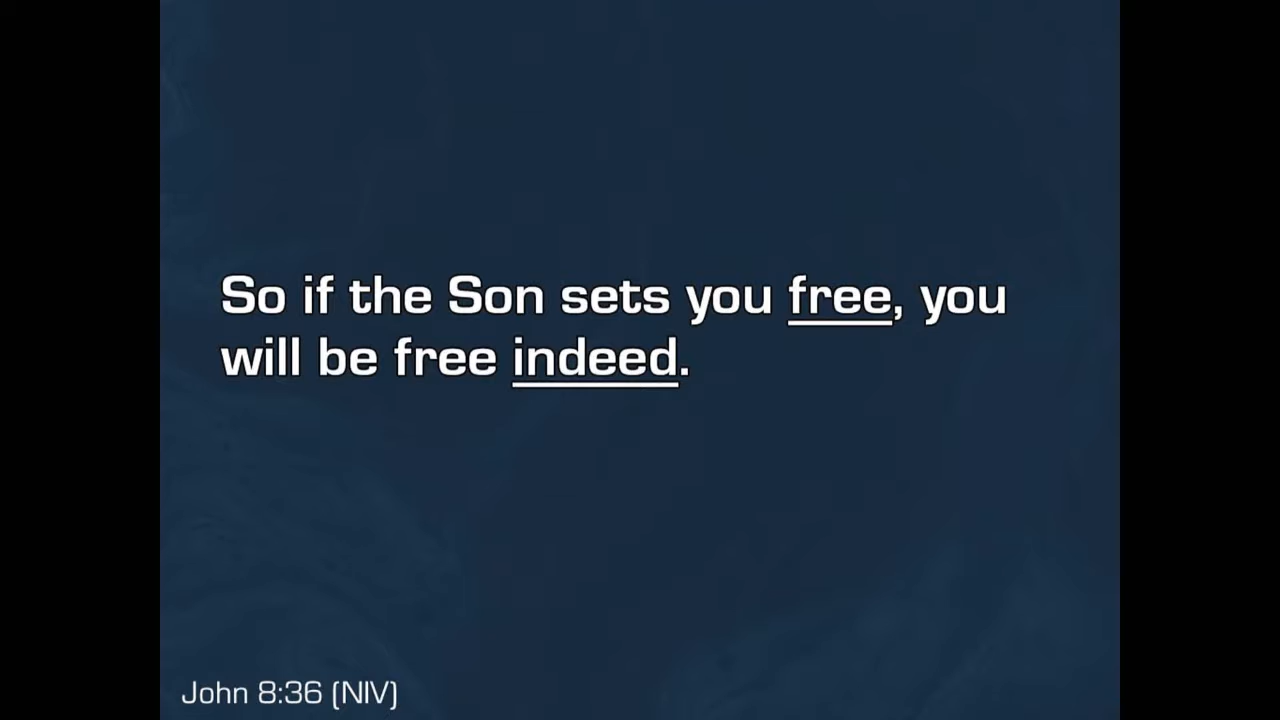 So if the Son sets you free, you
will be free indeed.
John 8:36 (NIV)